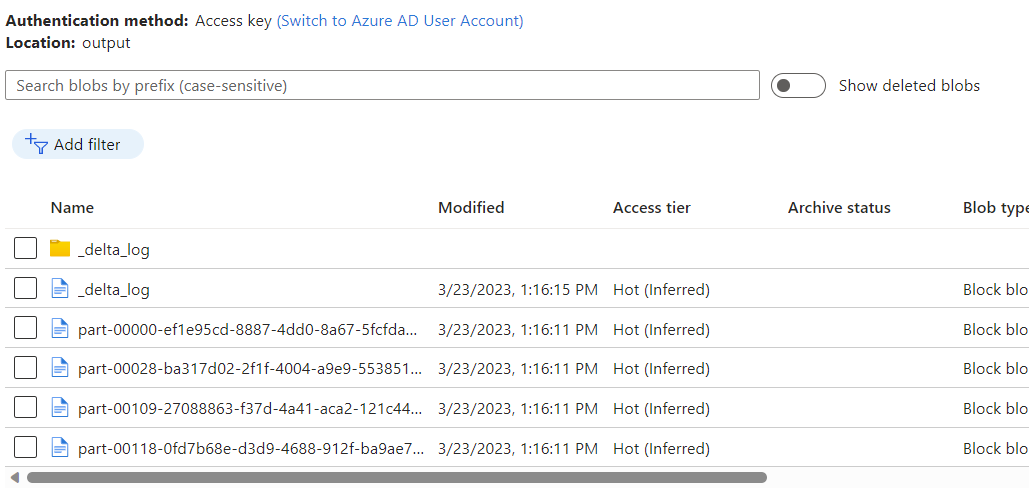 Authentication method: Access key (Switch to Azure AD User Account)
Location: output
Search blobs by prefix (case-sensitive) Show deleted blobs
Add filter
Name Modified Access tier Archive status Blob type
_delta_log
_delta_log 3/23/2023, 1:16:15 PM Hot (Inferred) Block blo
part-00000-ef1e95cd-8887-4dd0-8a67-5fcfda... 3/23/2023, 1:16:11 PM Hot (Inferred) Block blo
part-00028-ba317d02-2f1f-4004-a9e9-553851... 3/23/2023, 1:16:11 PM Hot (Inferred) Block blo
part-00109-27088863-f37d-4a41-aca2-121c44... 3/23/2023, 1:16:11 PM Hot (Inferred) Block blo
part-00118-0fd7b68e-d3d9-4688-912f-ba9ae7... 3/23/2023, 1:16:11 PM Hot (Inferred) Block blo